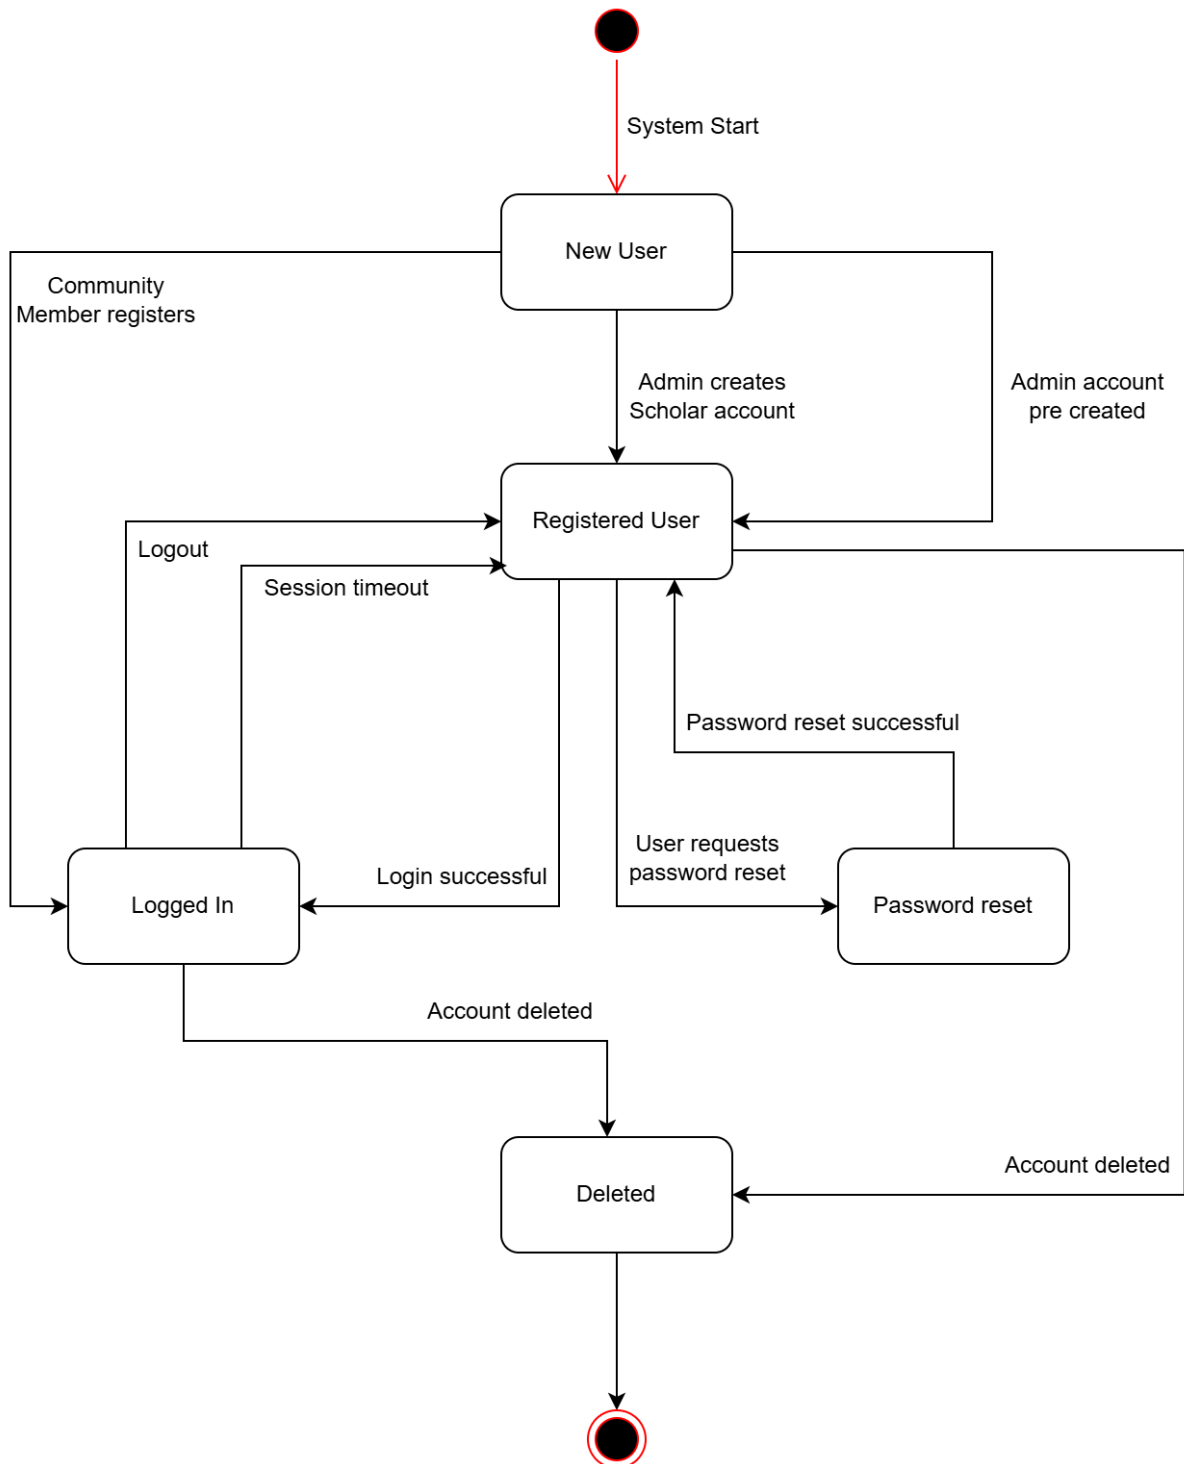 System Start
New User
Community
Member registers
Admin creates
Scholar account
Admin account
pre created
Registered User
Logout
Session timeout
Password reset successful
User requests
password reset
Login successful
Logged In
Password reset
Account deleted
Account deleted
Deleted